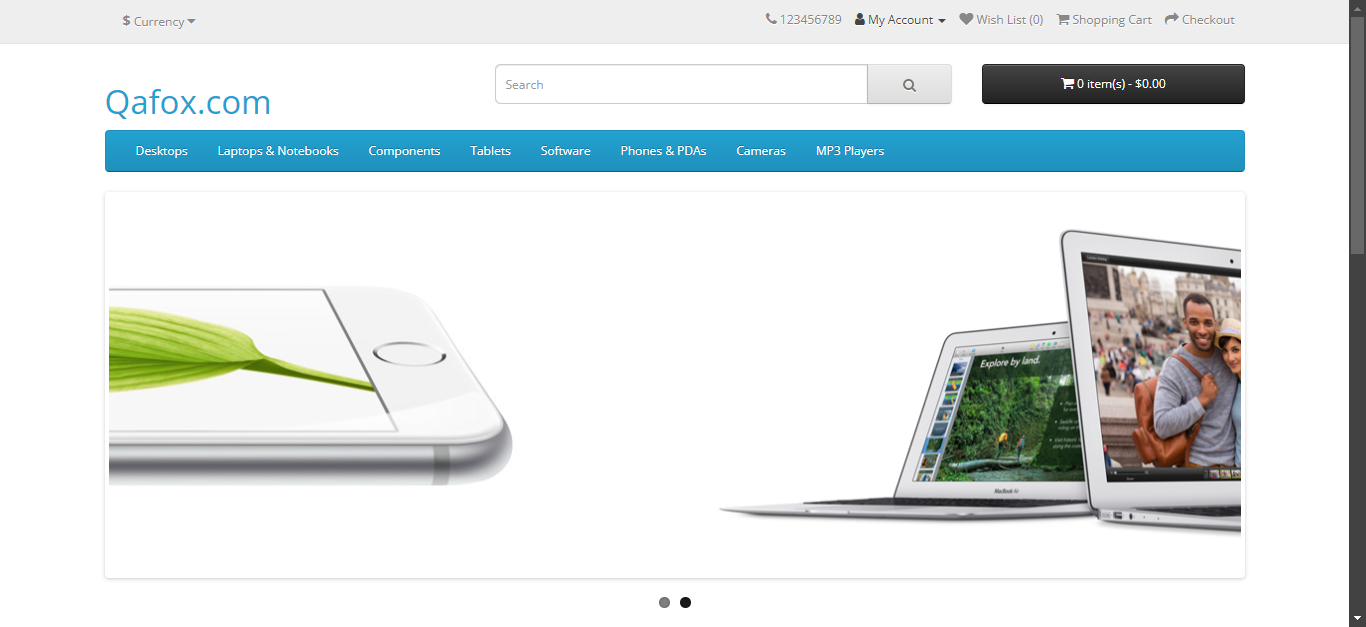 $ Currency
123456789
My Account
Wish List (0)
Shopping Cart
Checkout
Qafox.com
Search
0 item(s) - $0.00
Desktops
Laptops & Notebooks
Components
Tablets
Software
Phones & PDAs
Cameras
MP3 Players
Explore by land.
MacBook Air